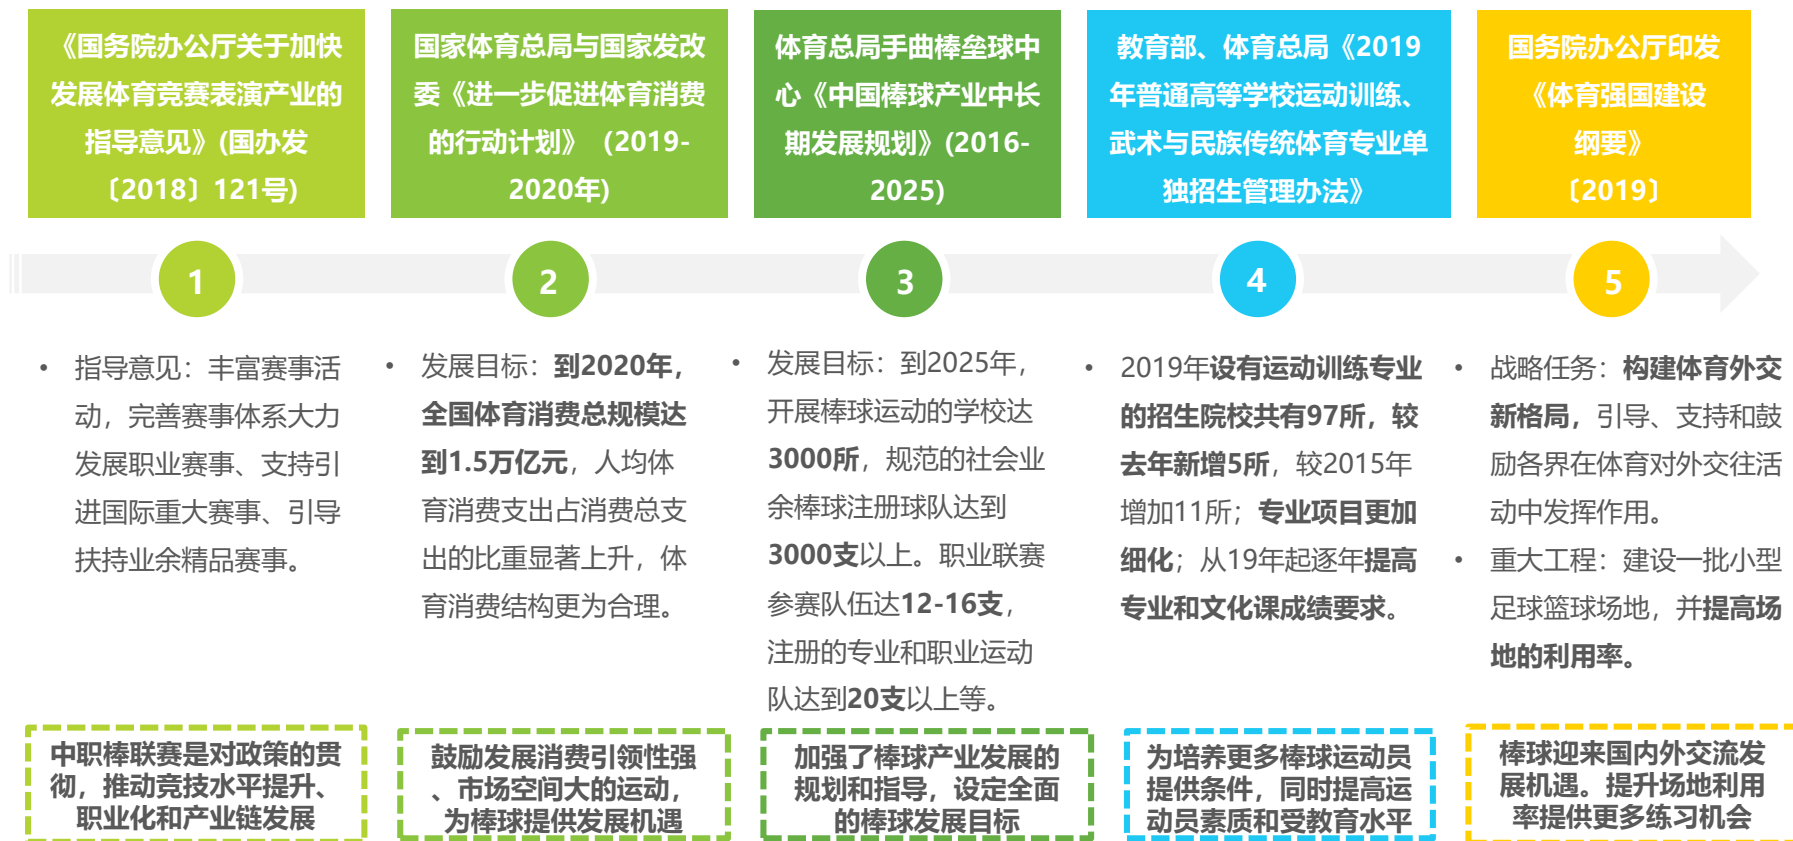 《国务院办公厅关于加快
发展体育竞赛表演产业的
指导意见》(国办发
〔2018〕121号)
国家体育总局与国家发改
委《进一步促进体育消费
的行动计划》（2019-
2020年)
体育总局手曲棒垒球中
心《中国棒球产业中长
期发展规划》(2016-
2025)
教育部、体育总局《2019
年普通高等学校运动训练、
武术与民族传统体育专业单
独招生管理办法》
国务院办公厅印发
《体育强国建设
纲要》
〔2019〕
1
2
3
4
5
• 指导意见：丰富赛事活
动，完善赛事体系大力
发展职业赛事、支持引
进国际重大赛事、引导
扶持业余精品赛事。
• 发展目标：到2020年，
全国体育消费总规模达
到1.5万亿元，人均体
育消费支出占消费总支
出的比重显著上升，体
育消费结构更为合理。
• 发展目标：到2025年，
开展棒球运动的学校达
3000所，规范的社会业
余棒球注册球队达到
3000支以上。职业联赛
参赛队伍达12-16支，
注册的专业和职业运动
队达到20支以上等。
• 2019年设有运动训练专业
的招生院校共有97所，较
去年新增5所，较2015年
增加11所；专业项目更加
细化；从19年起逐年提高
专业和文化课成绩要求。
• 战略任务：构建体育外交
新格局，引导、支持和鼓
励各界在体育对外交往活
动中发挥作用。
• 重大工程：建设一批小型
足球篮球场地，并提高场
地的利用率。
中职棒联赛是对政策的贯
彻，推动竞技水平提升、
职业化和产业链发展
鼓励发展消费引领性强
、市场空间大的运动，
为棒球提供发展机遇
加强了棒球产业发展的
规划和指导，设定全面
的棒球发展目标
为培养更多棒球运动员
提供条件，同时提高运
动员素质和受教育水平
棒球迎来国内外交流发
展机遇。提升场地利用
率提供更多练习机会